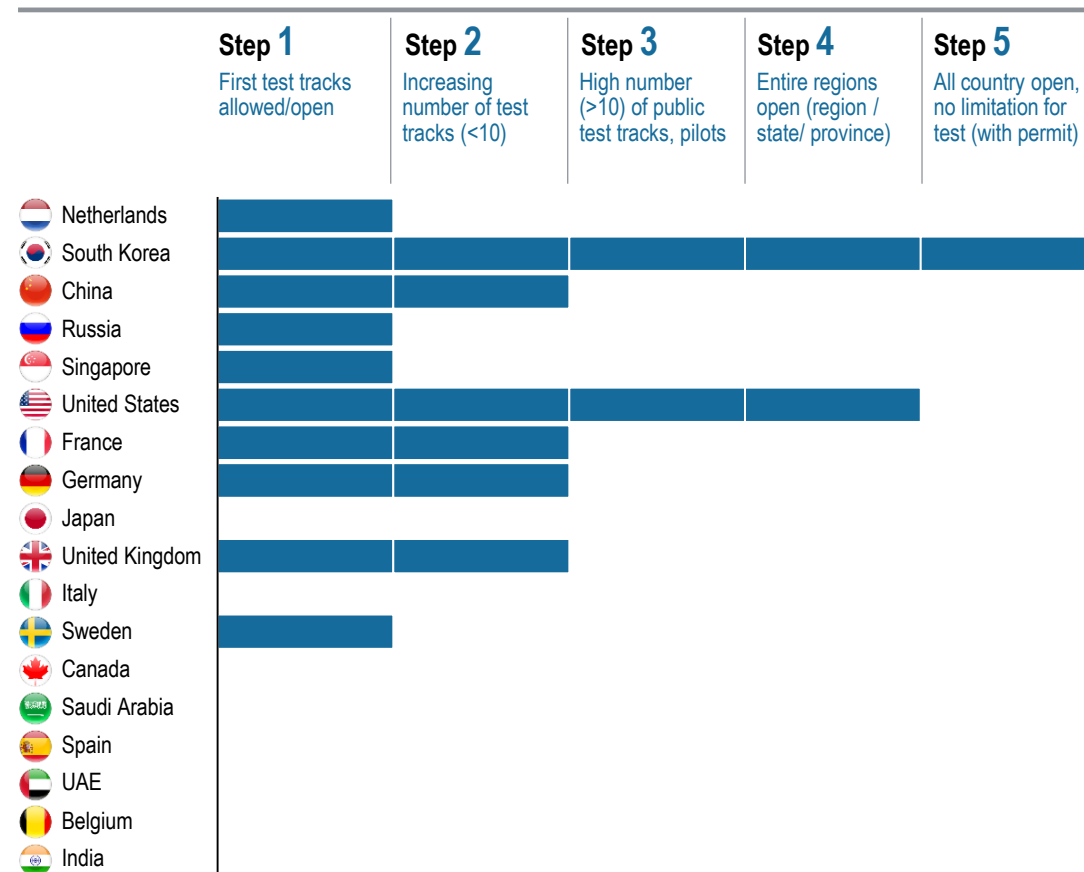 Step 1
First test tracks
allowed/open
Step 2
Increasing
number of test
tracks (<10)
Step 3
High number
(>10) of public
test tracks, pilots
Step 4
Entire regions
open (region /
state/ province)
Step 5
All country open,
no limitation for
test (with permit)
Netherlands
South Korea
China
Russia
Singapore
United States
France
Germany
Japan
United Kingdom
Italy
Sweden
Canada
Saudi Arabia
Spain
UAE
Belgium
India